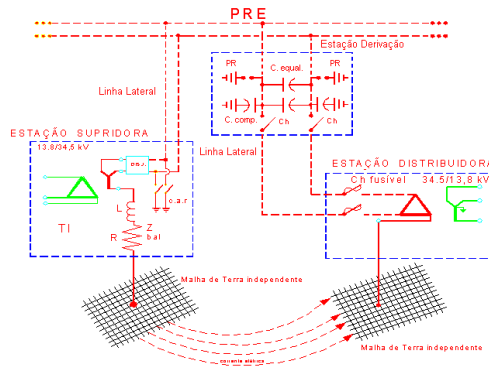 PRE
Estação Derivação
PR
C. equal.
PR
Linha Lateral
C. comp.
Ch
Ch
ESTAÇÃO SUPRIDORA
Linha Lateral
13.8/34,5 kV
ESTAÇÃO DISTRIBUIDORA
Ch fusível 34.5/13,8 kV
c.a.r
L
TI
Z
R
b.al
Malha de Terra independente
Malha de Terra independente